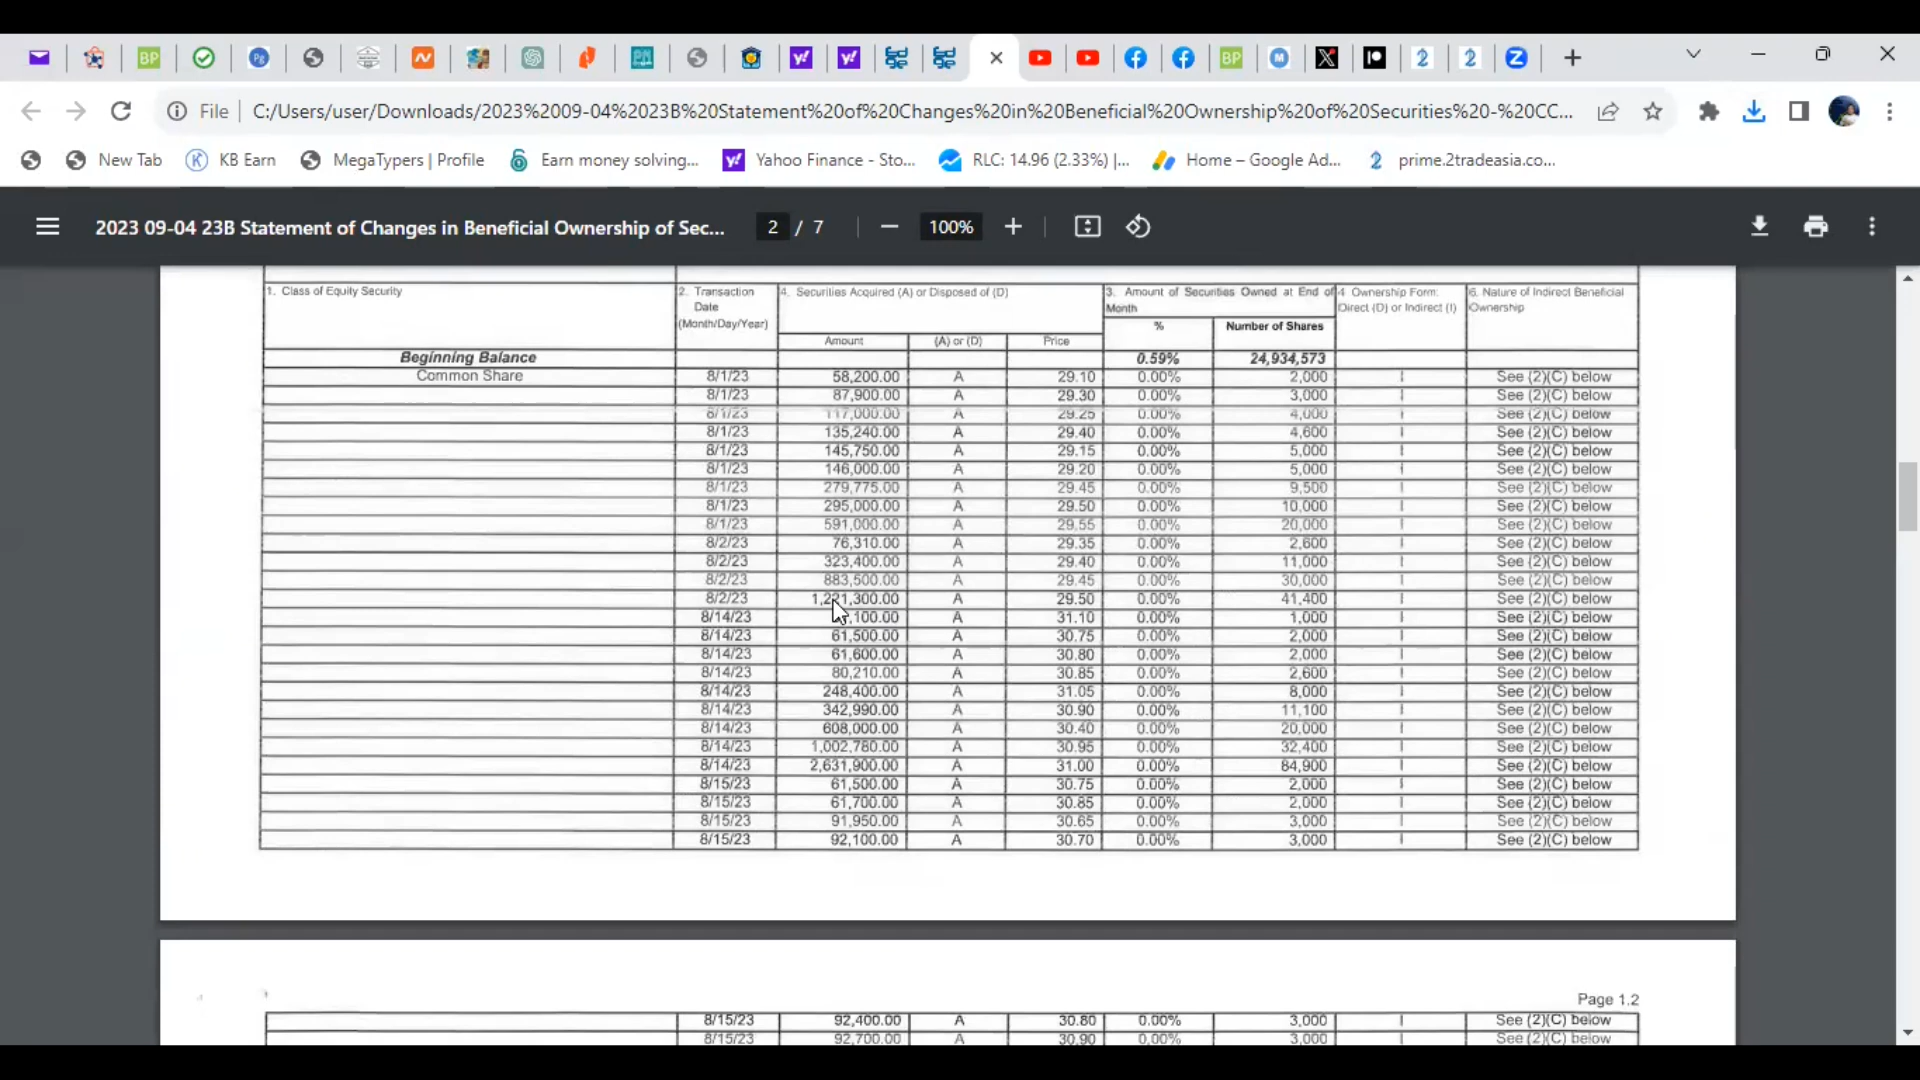 File C:/Users/user/Downloads/2023%2009-04%2023B%20Statement%20of%20Changes%20in%20Beneficial%20Ownership%20of%20Securities%20-%20CC...
New Tab KB Earn MegaTypers | Profile Earn money solving... Yahoo Finance - Sto... RLC: 14.96 (2.33%) |... Home – Google Ad... prime.2tradeasia.co...
2023 09-04 23B Statement of Changes in Beneficial Ownership of Sec... 2 / 7 100%
1. Class of Equity Security 2. Transaction 4. Securities Acquired (A) or Disposed of (D) 3. Amount of Securities Owned at End of 4 Ownership Form: 6. Nature of Indirect Beneficial
Date Month Direct (D) or Indirect (I) Ownership
(Month/Day/Year) % Number of Shares
Amount (A) or (D) Price
Beginning Balance 0.59% 24,934,573
Common Share 8/1/23 58,200.00 A 29.10 0.00% 2,000 I See (2)(C) below
8/1/23 87,900.00 A 29.30 0.00% 3,000 I See (2)(C) below
8/1/23 117,000.00 A 29.25 0.00% 4,000 I See (2)(C) below
8/1/23 135,240.00 A 29.40 0.00% 4,600 I See (2)(C) below
8/1/23 145,750.00 A 29.15 0.00% 5,000 I See (2)(C) below
8/1/23 146,000.00 A 29.20 0.00% 5,000 I See (2)(C) below
8/1/23 279,775.00 A 29.45 0.00% 9,500 I See (2)(C) below
8/1/23 295,000.00 A 29.50 0.00% 10,000 I See (2)(C) below
8/1/23 591,000.00 A 29.55 0.00% 20,000 I See (2)(C) below
8/2/23 76,310.00 A 29.35 0.00% 2,600 I See (2)(C) below
8/2/23 323,400.00 A 29.40 0.00% 11,000 I See (2)(C) below
8/2/23 883,500.00 A 29.45 0.00% 30,000 I See (2)(C) below
8/2/23 1,221,300.00 A 29.50 0.00% 41,400 I See (2)(C) below
8/14/23 ,100.00 A 31.10 0.00% 1,000 I See (2)(C) below
8/14/23 61,500.00 A 30.75 0.00% 2,000 I See (2)(C) below
8/14/23 61,600.00 A 30.80 0.00% 2,000 I See (2)(C) below
8/14/23 80,210.00 A 30.85 0.00% 2,600 I See (2)(C) below
8/14/23 248,400.00 A 31.05 0.00% 8,000 I See (2)(C) below
8/14/23 342,990.00 A 30.90 0.00% 11,100 I See (2)(C) below
8/14/23 608,000.00 A 30.40 0.00% 20,000 I See (2)(C) below
8/14/23 1,002,780.00 A 30.95 0.00% 32,400 I See (2)(C) below
8/14/23 2,631,900.00 A 31.00 0.00% 84,900 I See (2)(C) below
8/15/23 61,500.00 A 30.75 0.00% 2,000 I See (2)(C) below
8/15/23 61,700.00 A 30.85 0.00% 2,000 I See (2)(C) below
8/15/23 91,950.00 A 30.65 0.00% 3,000 I See (2)(C) below
8/15/23 92,100.00 A 30.70 0.00% 3,000 I See (2)(C) below
Page 1.2
8/15/23 92,400.00 A 30.80 0.00% 3,000 I See (2)(C) below
8/15/23 92,700.00 A 30.90 0.00% 3,000 I See (2)(C) below